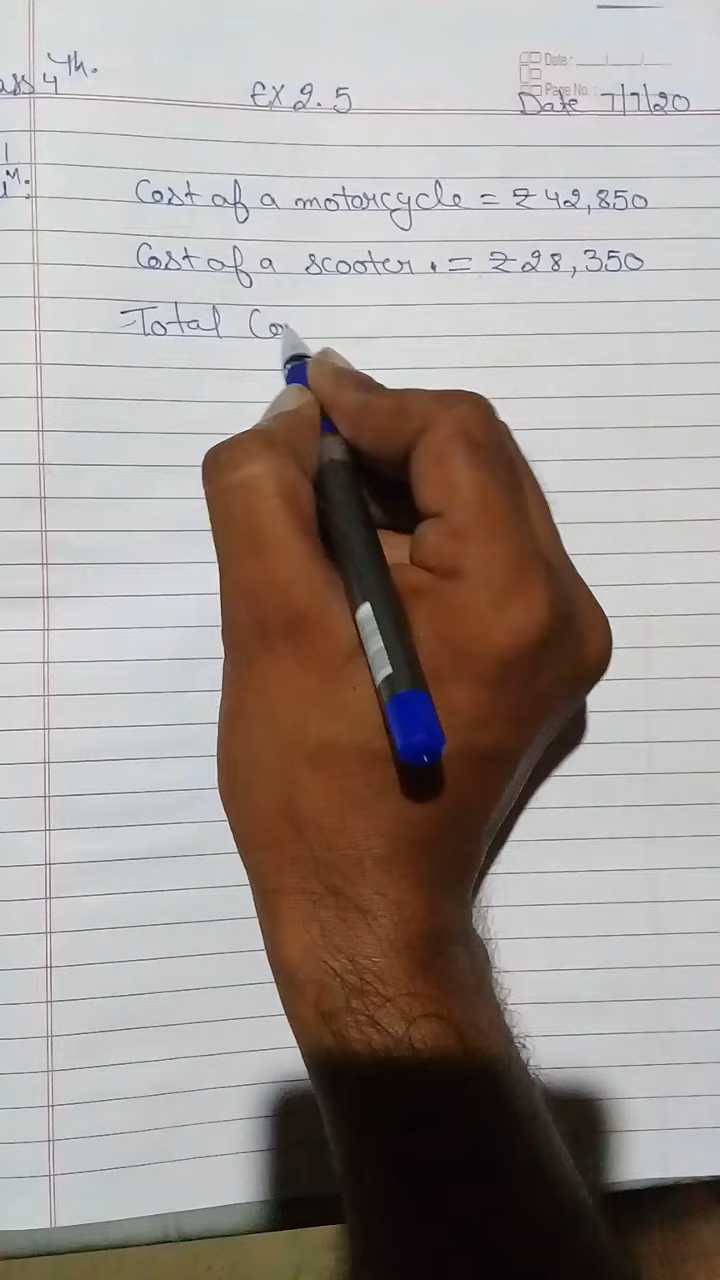 4Th.
Ex 2.5
Date:
Page No.:
Date 7/7/20
1
Cost of a motorcycle = ₹ 42,850
Cost of a scooter. = ₹ 28,350
Total